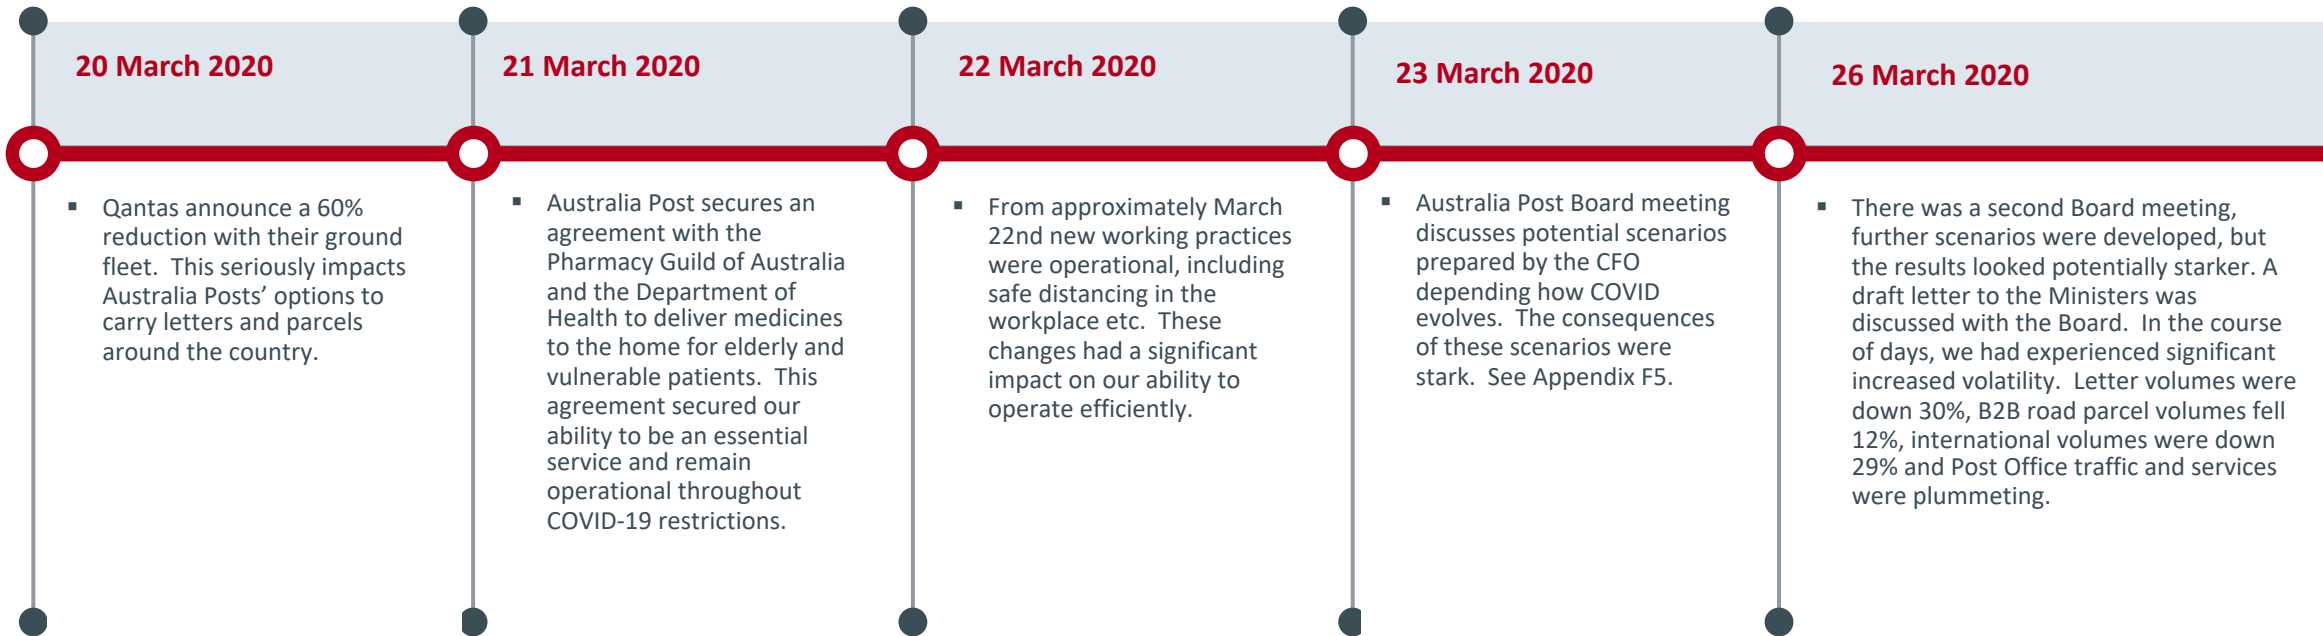 20 March 2020
▪ Qantas announce a 60%
reduction with their ground
fleet.  This seriously impacts
Australia Posts’ options to
carry letters and parcels
around the country.
21 March 2020
▪ Australia Post secures an
agreement with the
Pharmacy Guild of Australia
and the Department of
Health to deliver medicines
to the home for elderly and
vulnerable patients.  This
agreement secured our
ability to be an essential
service and remain
operational throughout
COVID-19 restrictions.
22 March 2020
▪ From approximately March
22nd new working practices
were operational, including
safe distancing in the
workplace etc.  These
changes had a significant
impact on our ability to
operate efficiently.
23 March 2020
▪ Australia Post Board meeting
discusses potential scenarios
prepared by the CFO
depending how COVID
evolves.  The consequences
of these scenarios were
stark.  See Appendix F5.
26 March 2020
▪ There was a second Board meeting,
further scenarios were developed, but
the results looked potentially starker. A
draft letter to the Ministers was
discussed with the Board.  In the course
of days, we had experienced significant
increased volatility.  Letter volumes were
down 30%, B2B road parcel volumes fell
12%, international volumes were down
29% and Post Office traffic and services
were plummeting.